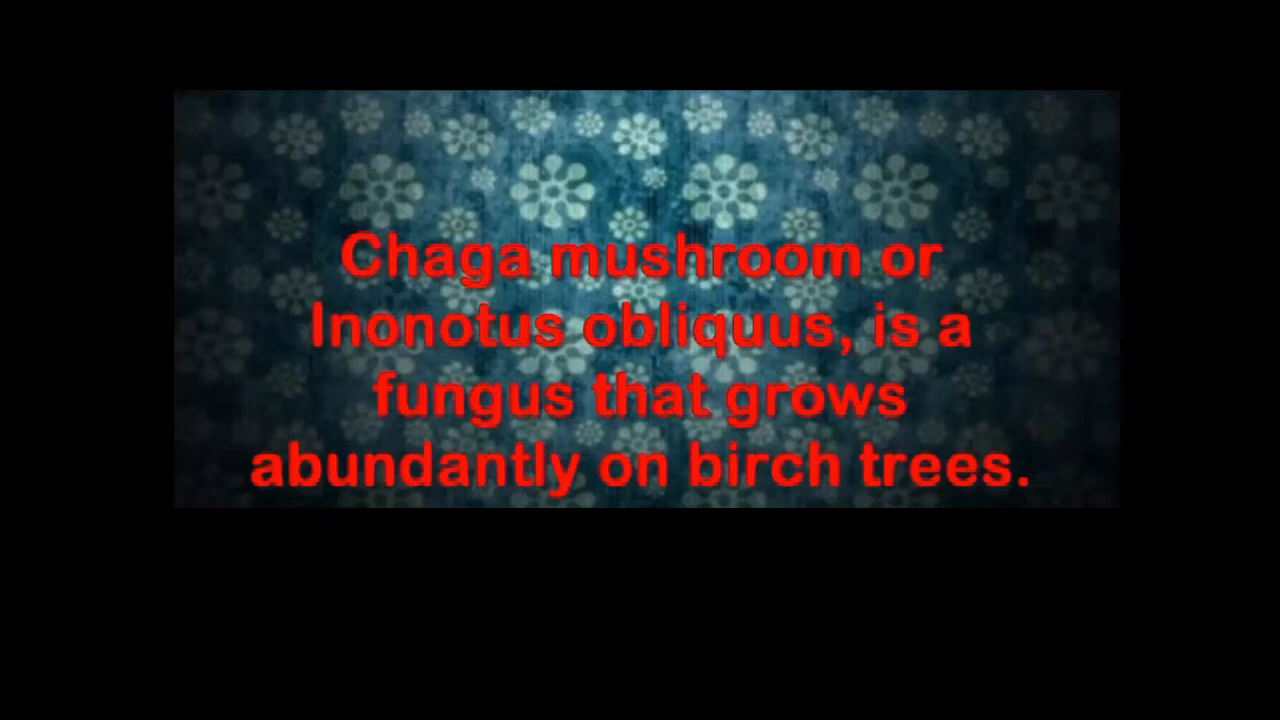 Chaga mushroom or
Inonotus obliquus, is a
fungus that grows
abundantly on birch trees.